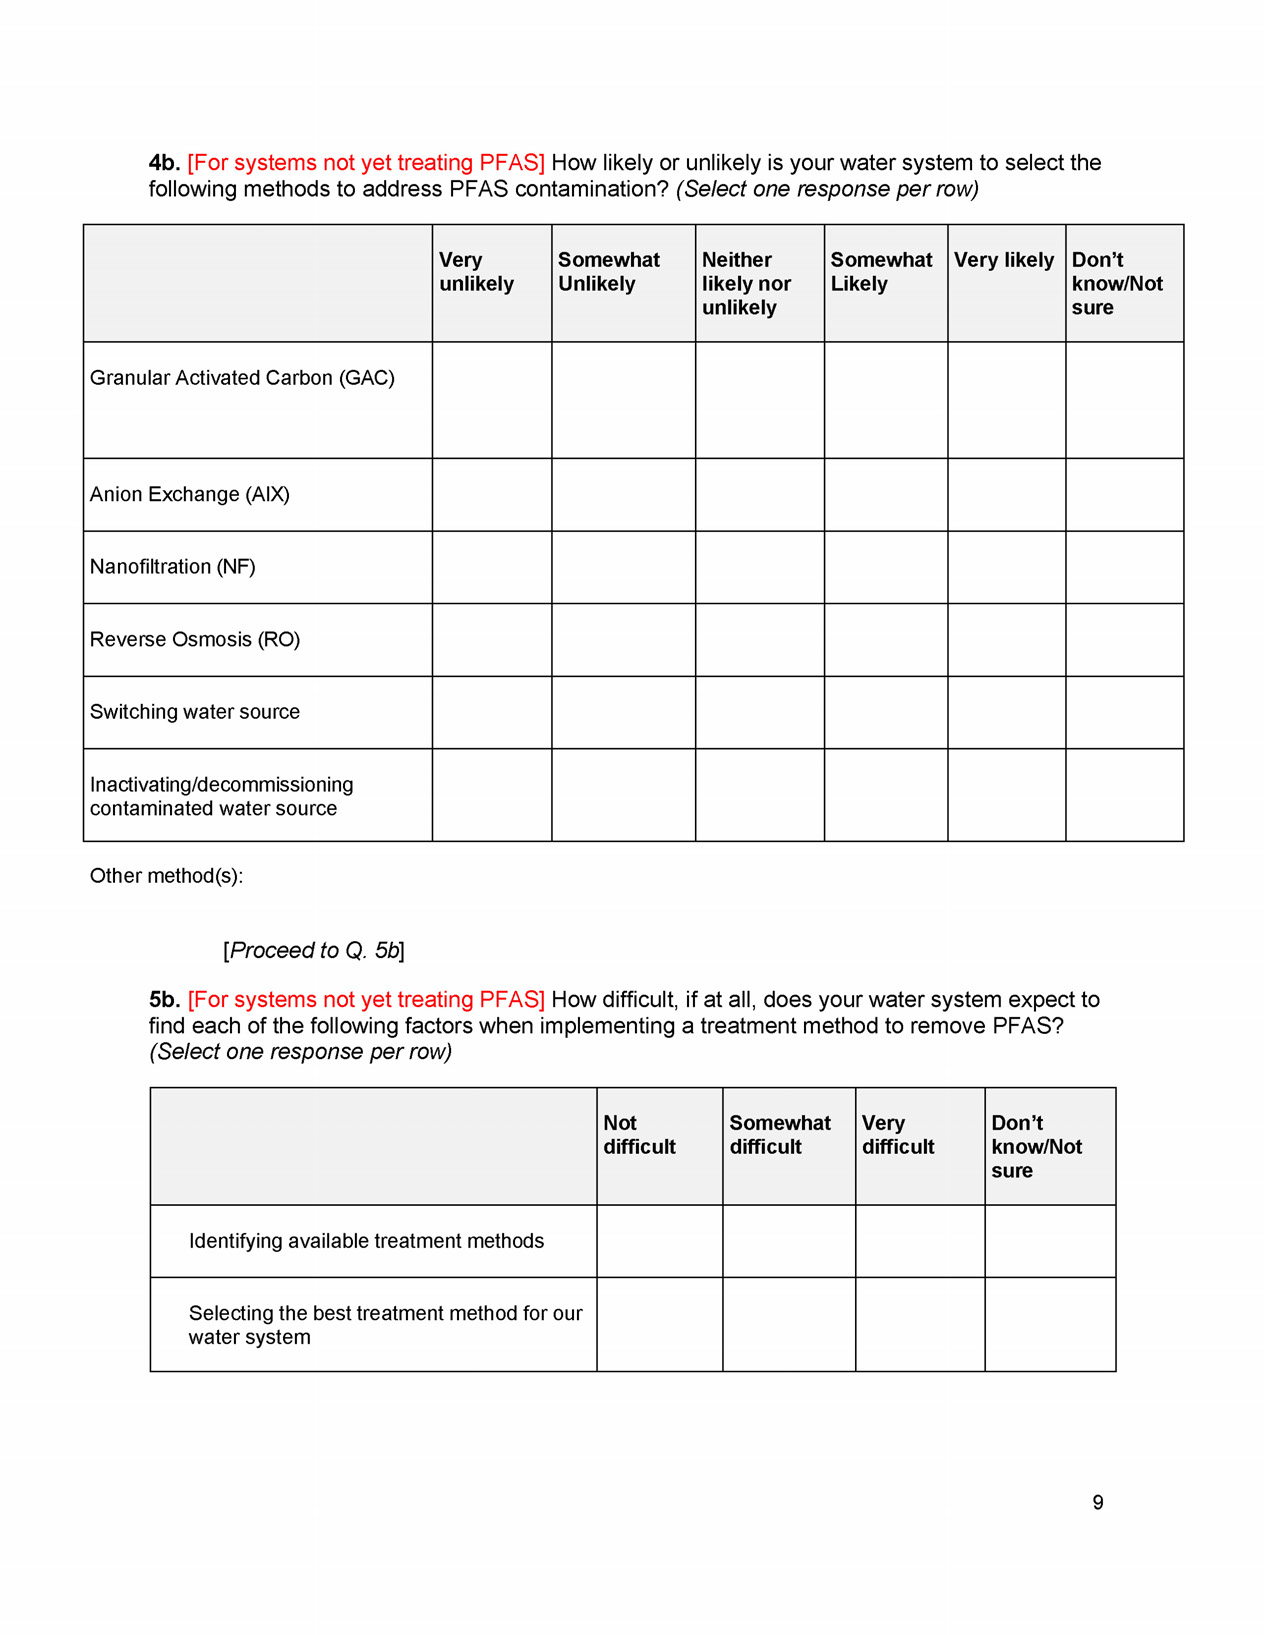 4b. [For systems not yet treating PFAS] How likely or unlikely is your water system to select the
following methods to address PFAS contamination? (Select one response per row)
Very unlikely
Somewhat Unlikely
Neither likely nor unlikely
Somewhat Likely
Very likely
Don’t know/Not sure
Granular Activated Carbon (GAC)
Anion Exchange (AIX)
Nanofiltration (NF)
Reverse Osmosis (RO)
Switching water source
Inactivating/decommissioning
contaminated water source
Other method(s):
[Proceed to Q. 5b]
5b. [For systems not yet treating PFAS] How difficult, if at all, does your water system expect to
find each of the following factors when implementing a treatment method to remove PFAS?
(Select one response per row)
Not difficult
Somewhat difficult
Very difficult
Don’t know/Not sure
Identifying available treatment methods
Selecting the best treatment method for our
water system
9